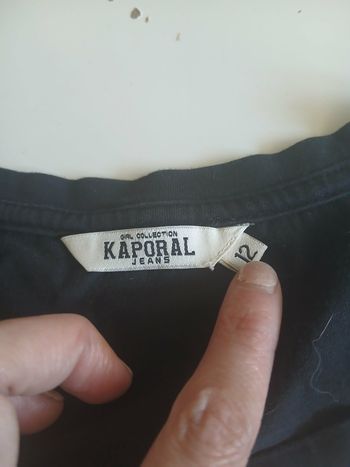 GIRL COLLECTION
KAPORAL
JEANS
12